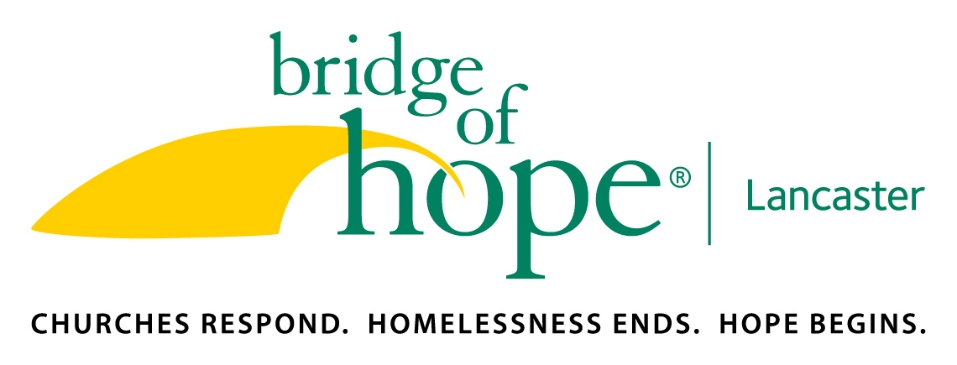 bridge
of
hope® | Lancaster
CHURCHES RESPOND. HOMELESSNESS ENDS. HOPE BEGINS.